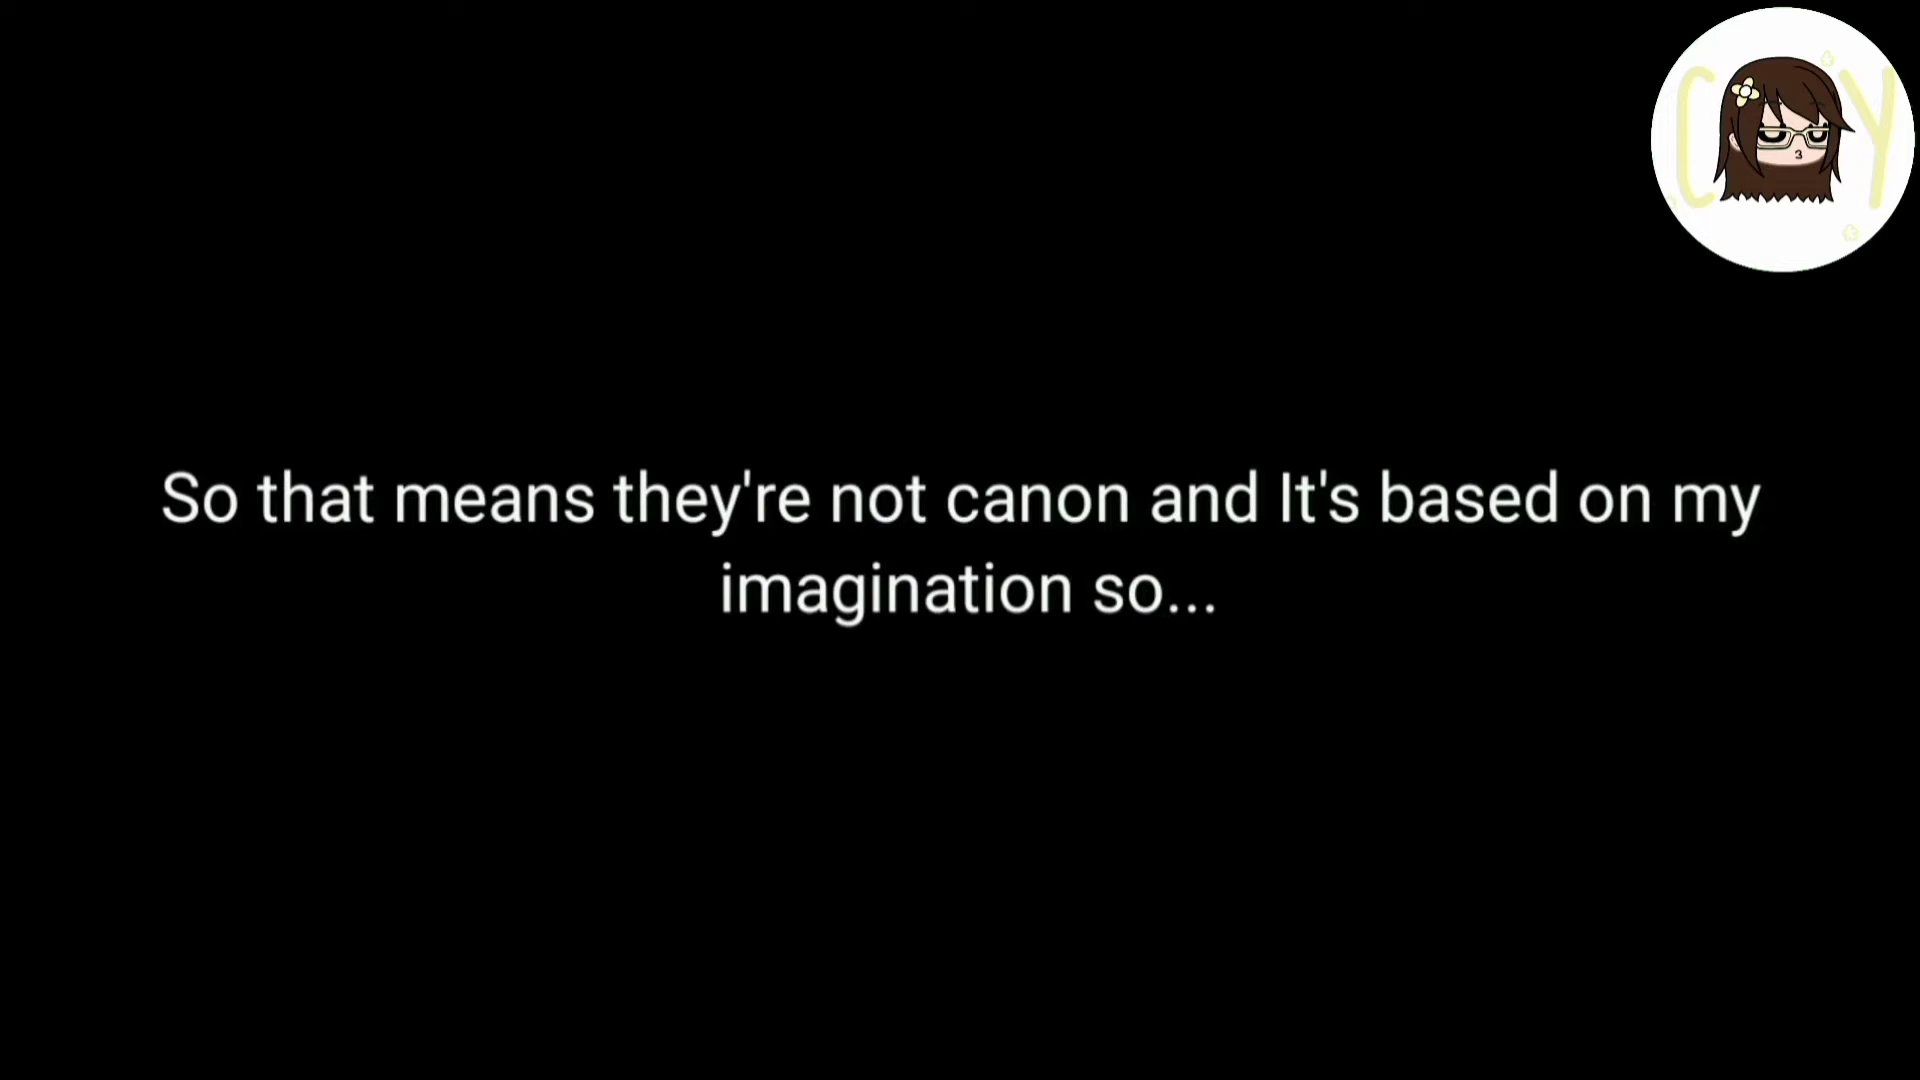 C Y
So that means they're not canon and It's based on my
imagination so...